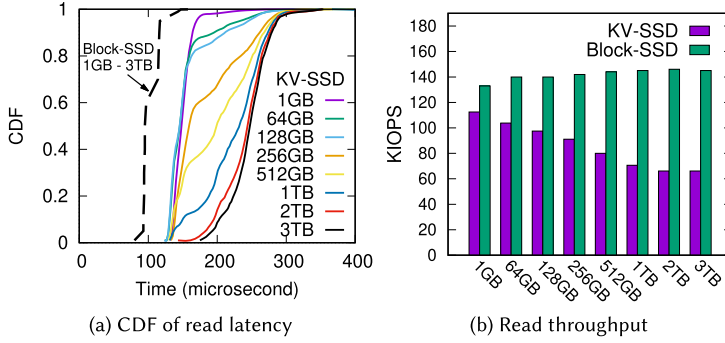 1
0.8
0.6
0.4
0.2
0
CDF
Block-SSD
1GB - 3TB
KV-SSD
1GB
64GB
128GB
256GB
512GB
1TB
2TB
3TB
0 100 200 300 400
Time (microsecond)
(a) CDF of read latency
180
160
140
120
100
80
60
40
20
0
KIOPS
KV-SSD
Block-SSD
1GB 64GB 128GB 256GB 512GB 1TB 2TB 3TB
(b) Read throughput